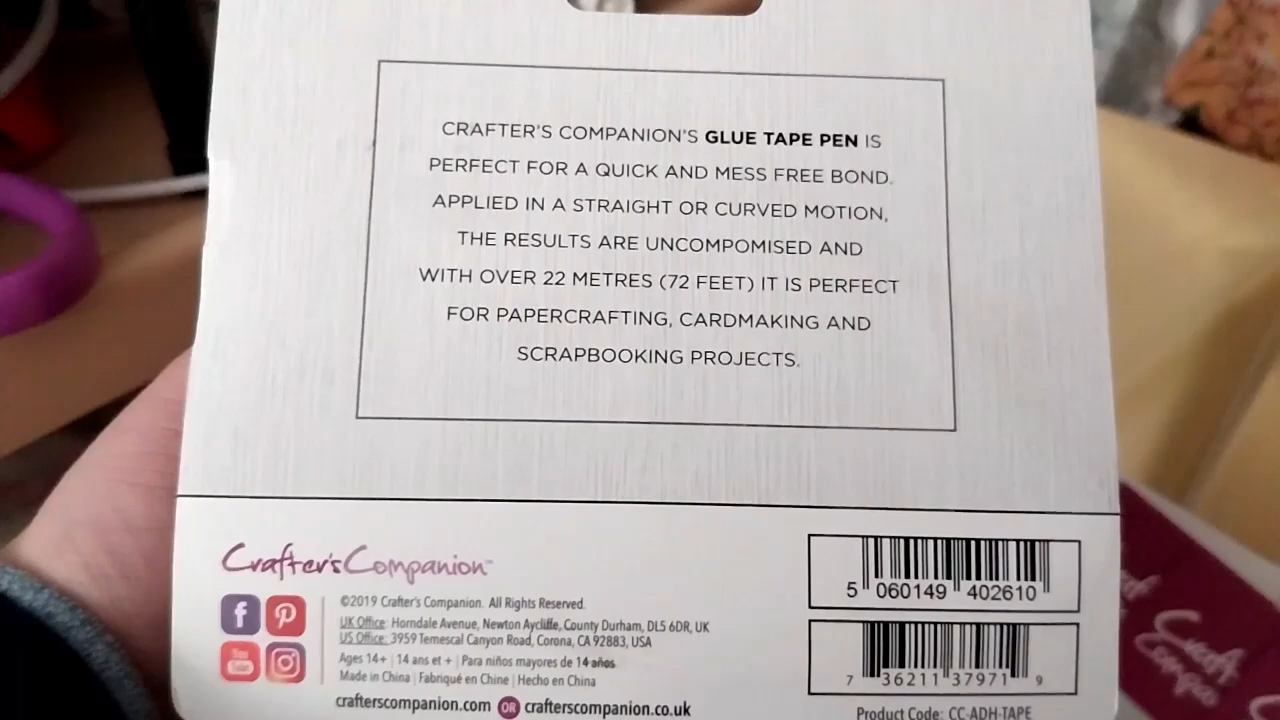 CRAFTER'S COMPANION'S GLUE TAPE PEN IS
PERFECT FOR A QUICK AND MESS FREE BOND.
APPLIED IN A STRAIGHT OR CURVED MOTION,
THE RESULTS ARE UNCOMPOMISED AND
WITH OVER 22 METRES (72 FEET) IT IS PERFECT
FOR PAPERCRAFTING, CARDMAKING AND
SCRAPBOOKING PROJECTS.
Crafter's Companion™
©2019 Crafter's Companion. All Rights Reserved.
UK Office: Horndale Avenue, Newton Aycliffe, County Durham, DL5 6DR, UK
US Office: 3959 Temescal Canyon Road, Corona, CA 92883, USA
Ages 14+ | 14 ans et + | Para niños mayores de 14 años
Made in China | Fabriqué en Chine | Hecho en China
crafterscompanion.com OR crafterscompanion.co.uk
5 060149 402610
7 36211 37971 9
Product Code: CC-ADH-TAPE